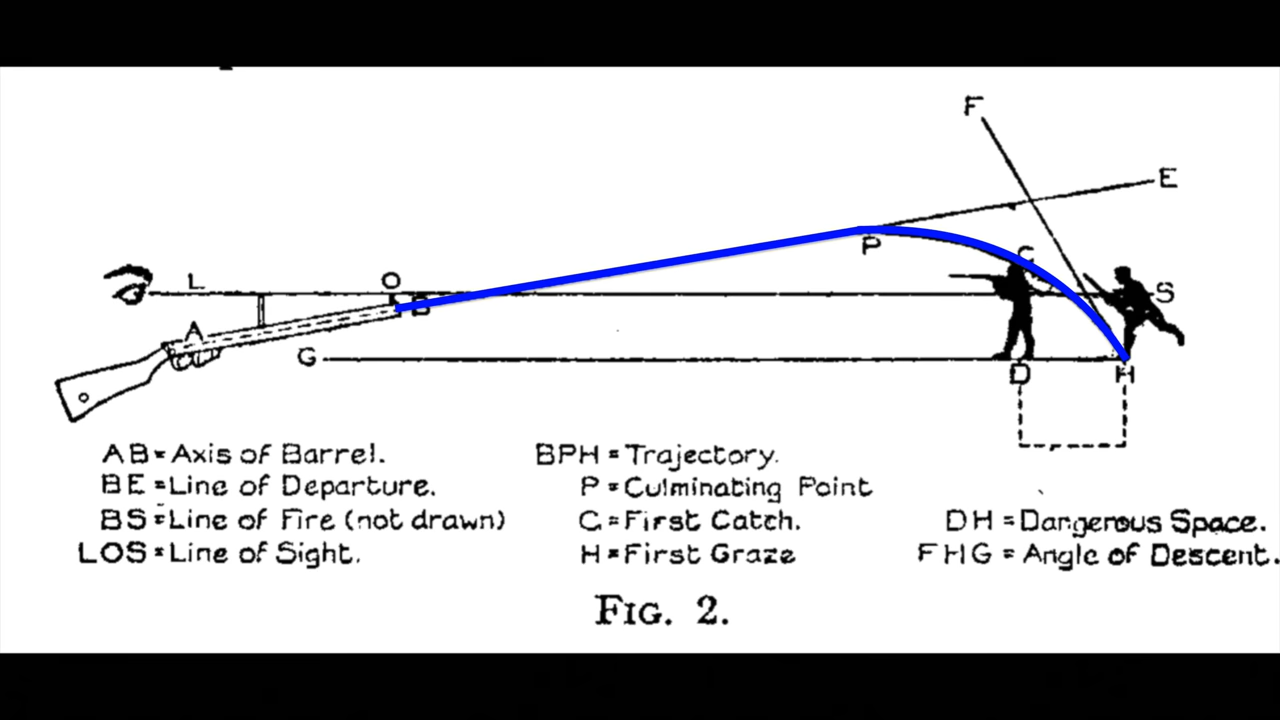 F
E
P
C
L
O
S
B
A
G
D
H
AB=Axis of Barrel.
BE=Line of Departure.
BS=Line of Fire (not drawn)
LOS=Line of Sight.
BPH=Trajectory.
P=Culminating Point
C=First Catch.
H=First Graze
DH=Dangerous Space.
FHG=Angle of Descent.
FIG. 2.